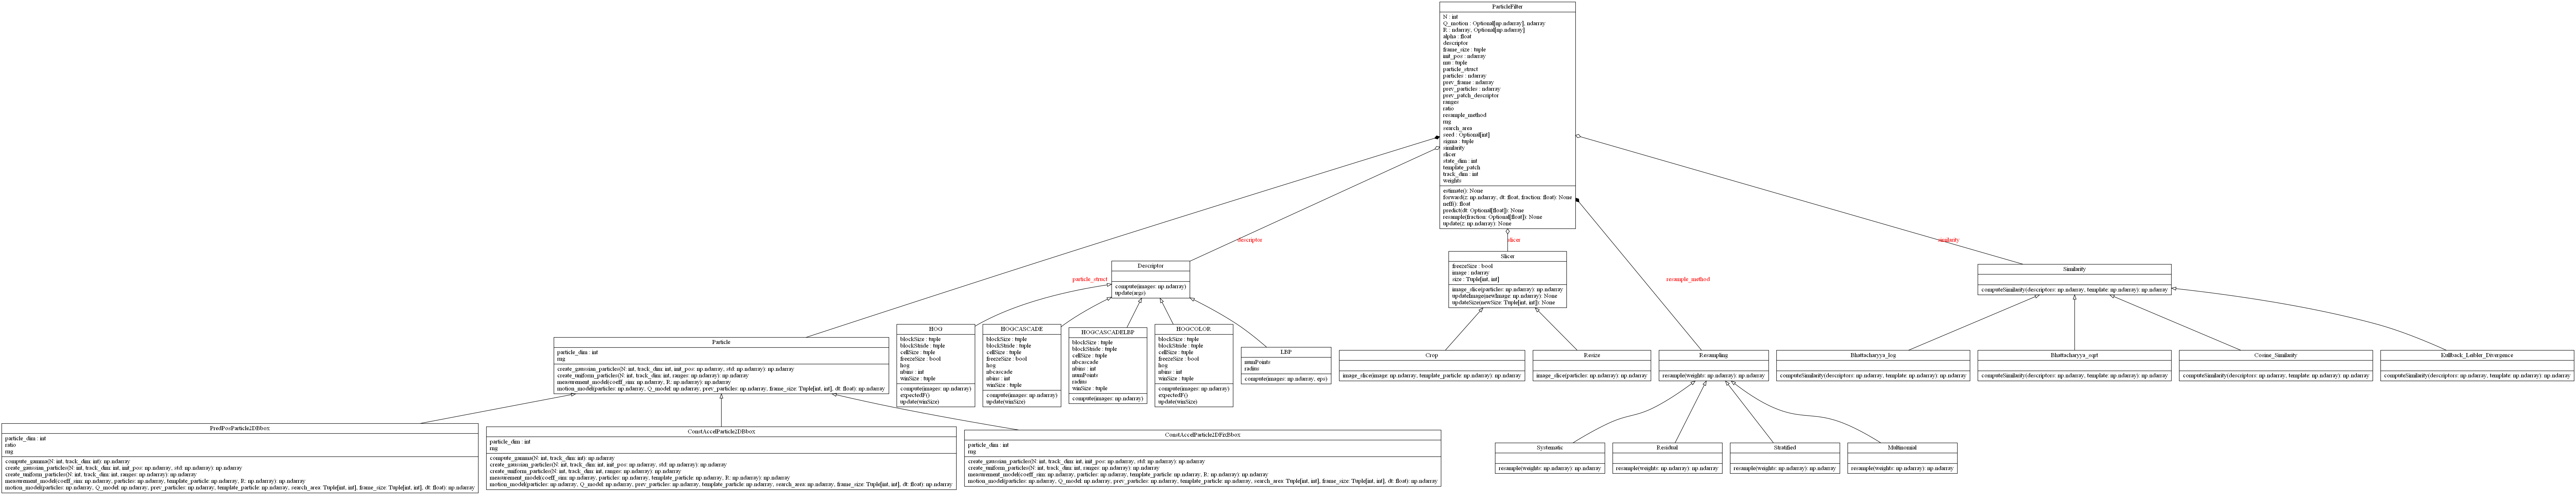 ParticleFilter
N : int
Q_motion : Optional[np.ndarray], ndarray
R : ndarray, Optional[np.ndarray]
alpha : float
descriptor
frame_size : tuple
init_pos : ndarray
mu : tuple
particle_struct
particles : ndarray
prev_frame : ndarray
prev_particles : ndarray
prev_patch_descriptor
ranges
ratio
resample_method
rng
search_area
seed : Optional[int]
sigma : tuple
similarity
slicer
state_dim : int
template_patch
track_dim : int
weights
estimate(): None
forward(z: np.ndarray, dt: float, fraction: float): None
neff(): float
predict(dt: Optional[float]): None
resample(fraction: Optional[float]): None
update(z: np.ndarray): None
descriptor
slicer
similarity
particle_struct
resample_method
Descriptor
compute(images: np.ndarray)
update(args)
Slicer
freezeSize : bool
image : ndarray
size : Tuple[int, int]
image_slice(particles: np.ndarray): np.ndarray
updateImage(newImage: np.ndarray): None
updateSize(newSize: Tuple[int, int]): None
Similarity
computeSimilarity(descriptors: np.ndarray, template: np.ndarray): np.ndarray
Particle
particle_dim : int
rng
create_gaussian_particles(N: int, track_dim: int, init_pos: np.ndarray, std: np.ndarray): np.ndarray
create_uniform_particles(N: int, track_dim: int, ranges: np.ndarray): np.ndarray
measurement_model(coeff_sim: np.ndarray, R: np.ndarray): np.ndarray
motion_model(particles: np.ndarray, Q_model: np.ndarray, prev_particles: np.ndarray, template_particle: np.ndarray, frame_size: Tuple[int, int], dt: float): np.ndarray
HOG
blockSize : tuple
blockStride : tuple
cellSize : tuple
freezeSize : bool
hog
nbins : int
winSize : tuple
compute(images: np.ndarray)
expectedF()
update(winSize)
HOGCASCADE
blockSize : tuple
blockStride : tuple
cellSize : tuple
freezeSize : bool
hog
nbcascade
nbins : int
winSize : tuple
compute(images: np.ndarray)
update(winSize)
HOGCASCADELBP
blockSize : tuple
blockStride : tuple
cellSize : tuple
nbcascade
nbins : int
numPoints
radius
winSize : tuple
compute(images: np.ndarray)
HOGCOLOR
blockSize : tuple
blockStride : tuple
cellSize : tuple
freezeSize : bool
hog
nbins : int
winSize : tuple
compute(images: np.ndarray)
expectedF()
update(winSize)
LBP
numPoints
radius
compute(images: np.ndarray, eps)
Crop
image_slice(image: np.ndarray, template_particle: np.ndarray): np.ndarray
Resize
image_slice(particles: np.ndarray): np.ndarray
Resampling
resample(weights: np.ndarray): np.ndarray
Bhattacharyya_log
computeSimilarity(descriptors: np.ndarray, template: np.ndarray): np.ndarray
Bhattacharyya_sqrt
computeSimilarity(descriptors: np.ndarray, template: np.ndarray): np.ndarray
Cosine_Similarity
computeSimilarity(descriptors: np.ndarray, template: np.ndarray): np.ndarray
Kullback_Leibler_Divergence
computeSimilarity(descriptors: np.ndarray, template: np.ndarray): np.ndarray
PredPosParticle2DBbox
particle_dim : int
ratio
rng
compute_gamma(N: int, track_dim: int): np.ndarray
create_gaussian_particles(N: int, track_dim: int, init_pos: np.ndarray, std: np.ndarray): np.ndarray
create_uniform_particles(N: int, track_dim: int, ranges: np.ndarray): np.ndarray
measurement_model(coeff_sim: np.ndarray, particles: np.ndarray, template_particle: np.ndarray, R: np.ndarray): np.ndarray
motion_model(particles: np.ndarray, Q_model: np.ndarray, prev_particles: np.ndarray, template_particle: np.ndarray, search_area: Tuple[int, int], frame_size: Tuple[int, int], dt: float): np.ndarray
ConstAccelParticle2DBbox
particle_dim : int
rng
compute_gamma(N: int, track_dim: int): np.ndarray
create_gaussian_particles(N: int, track_dim: int, init_pos: np.ndarray, std: np.ndarray): np.ndarray
create_uniform_particles(N: int, track_dim: int, ranges: np.ndarray): np.ndarray
measurement_model(coeff_sim: np.ndarray, particles: np.ndarray, template_particle: np.ndarray, R: np.ndarray): np.ndarray
motion_model(particles: np.ndarray, Q_model: np.ndarray, prev_particles: np.ndarray, template_particle: np.ndarray, search_area: np.ndarray, frame_size: Tuple[int, int], dt: float): np.ndarray
ConstAccelParticle2DFixBbox
particle_dim : int
rng
create_gaussian_particles(N: int, track_dim: int, init_pos: np.ndarray, std: np.ndarray): np.ndarray
create_uniform_particles(N: int, track_dim: int, ranges: np.ndarray): np.ndarray
measurement_model(coeff_sim: np.ndarray, particles: np.ndarray, template_particle: np.ndarray, R: np.ndarray): np.ndarray
motion_model(particles: np.ndarray, Q_model: np.ndarray, prev_particles: np.ndarray, template_particle: np.ndarray, search_area: Tuple[int, int], frame_size: Tuple[int, int], dt: float): np.ndarray
Systematic
resample(weights: np.ndarray): np.ndarray
Residual
resample(weights: np.ndarray): np.ndarray
Stratified
resample(weights: np.ndarray): np.ndarray
Multinomial
resample(weights: np.ndarray): np.ndarray